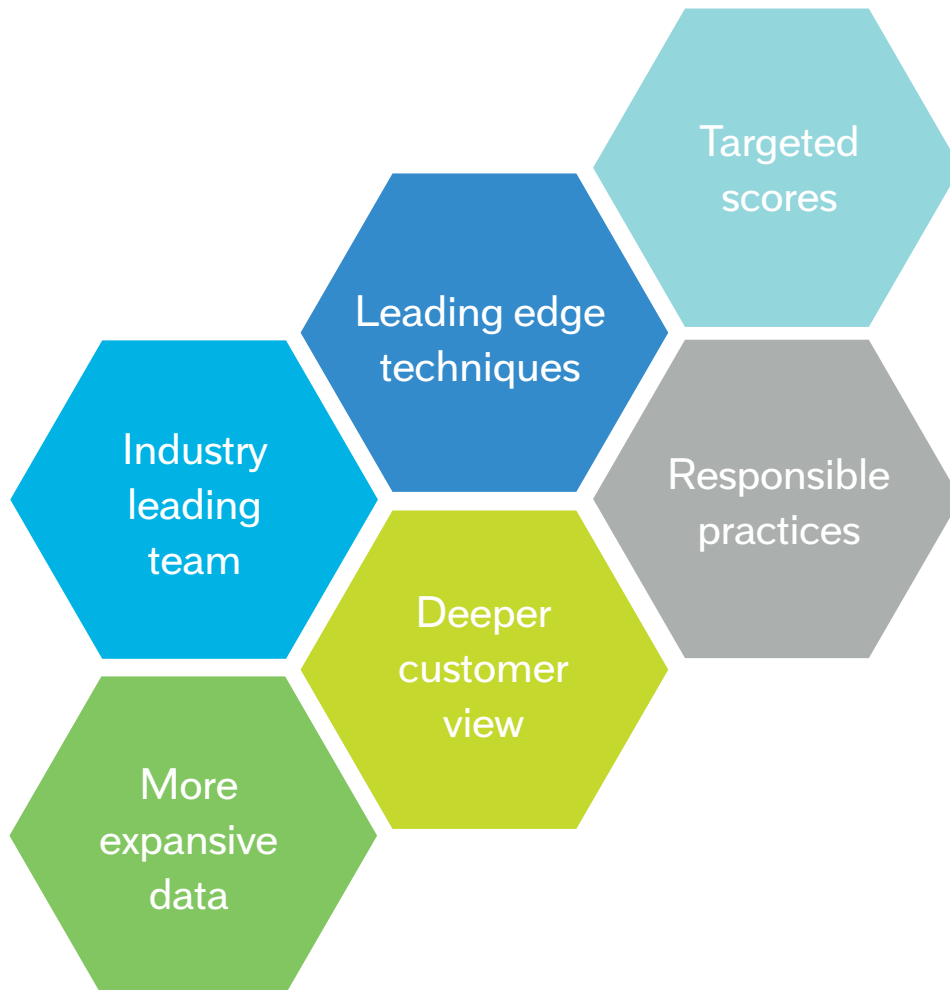 Targeted
scores
Leading edge
techniques
Industry
leading
team
Responsible
practices
Deeper
customer
view
More
expansive
data